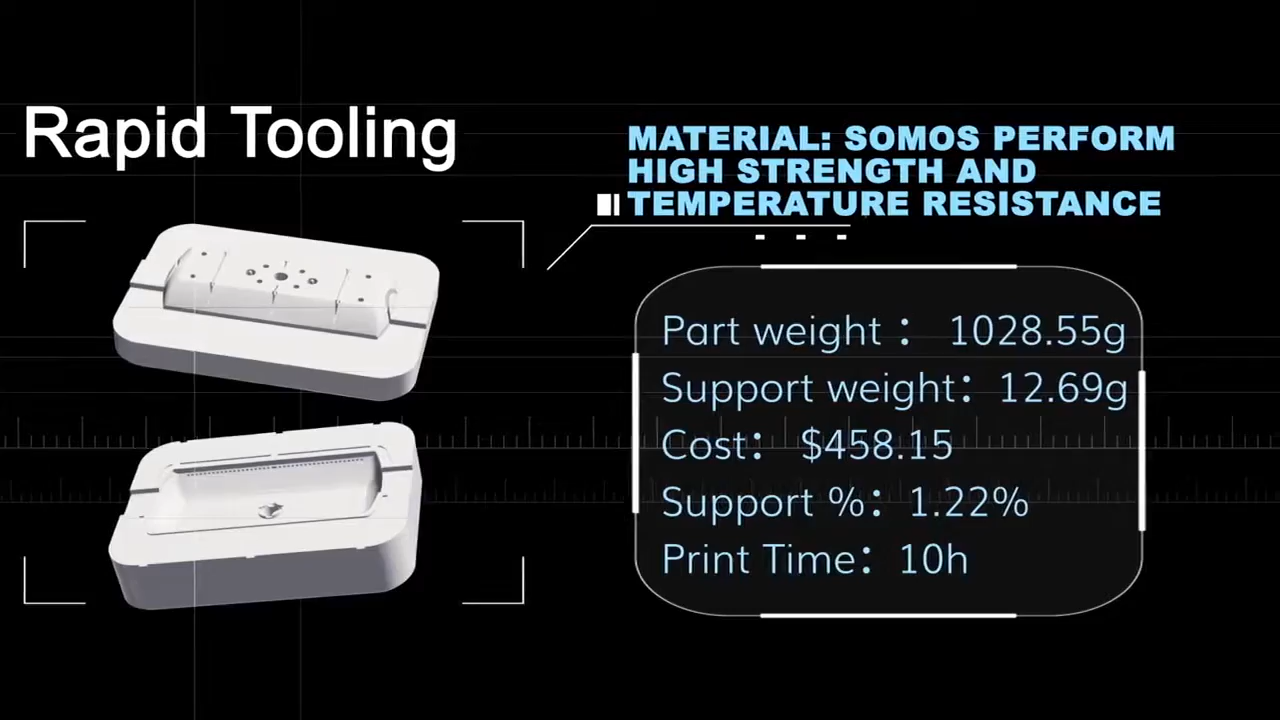 Rapid Tooling
MATERIAL: SOMOS PERFORM
HIGH STRENGTH AND
TEMPERATURE RESISTANCE
Part weight： 1028.55g
Support weight：12.69g
Cost： $458.15
Support %：1.22%
Print Time：10h